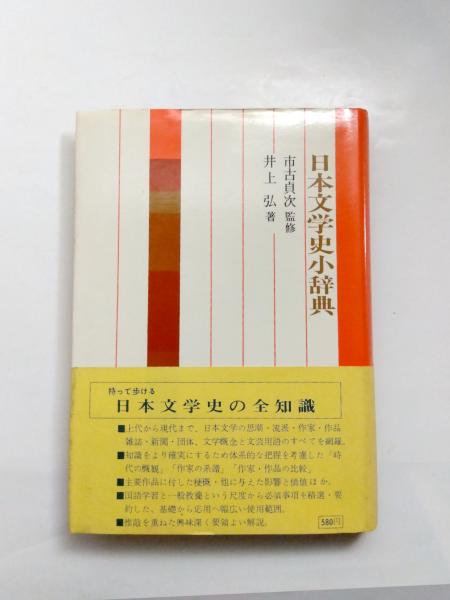 日本文学史小辞典
市古貞次 監修
井上 弘 著
持って歩ける
日本文学史の全知識
■上代から現代まで、日本文学の思潮・流派・作家・作品
雑誌・新聞・団体、文学概念と文芸用語のすべてを網羅。
■知識をより確実にするため体系的な把握を考慮した「時
代の概観」「作家の系譜」「作家・作品の比較」
■主要作品に付した梗概・他に与えた影響と価値ほか。
■国語学習と一般教養という尺度から必須事項を精選・要
約した、基礎から応用へ幅広い使用範囲。
■推敲を重ねた興味深く要領よい解説。
580円